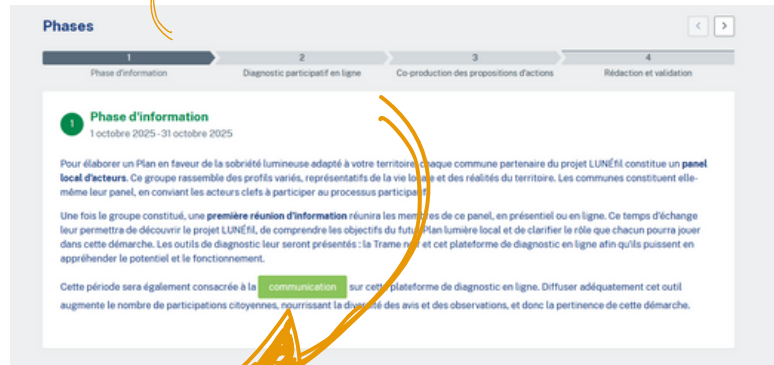 Phases
1
2
3
4
Phase d'information
Diagnostic participatif en ligne
Co-production des propositions d'actions
Rédaction et validation
1
Phase d'information
1 octobre 2025 - 31 octobre 2025
Pour élaborer un Plan en faveur de la sobriété lumineuse adapté à votre territoire, chaque commune partenaire du projet LUNÉfil constitue un panel
local d'acteurs. Ce groupe rassemble des profils variés, représentatifs de la vie locale et des réalités du territoire. Les communes constituent elle-
même leur panel, en conviant les acteurs clefs à participer au processus participatif.
Une fois le groupe constitué, une première réunion d'information réunira les membres de ce panel, en présentiel ou en ligne. Ce temps d'échange
leur permettra de découvrir le projet LUNÉfil, de comprendre les objectifs du futur Plan lumière local et de clarifier le rôle que chacun pourra jouer
dans cette démarche. Les outils de diagnostic leur seront présentés : la Trame noire et cet plateforme de diagnostic en ligne afin qu'ils puissent en
appréhender le potentiel et le fonctionnement.
Cette période sera également consacrée à la communication sur cette plateforme de diagnostic en ligne. Diffuser adéquatement cet outil
augmente le nombre de participations citoyennes, nourrissant la diversité des avis et des observations, et donc la pertinence de cette démarche.